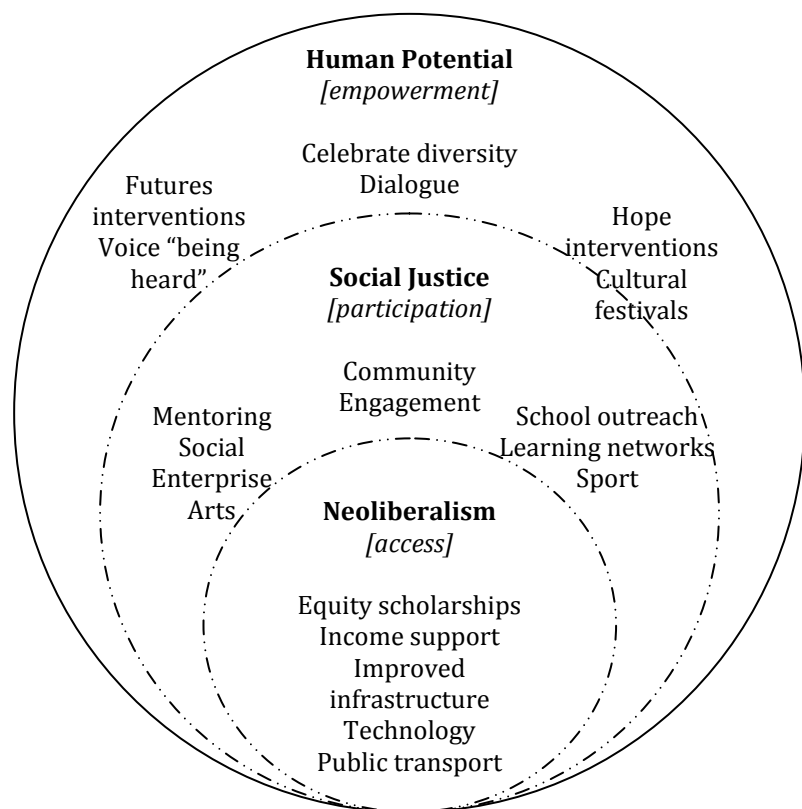 Human Potential
[empowerment]
Celebrate diversity
Dialogue
Futures
interventions
Voice “being
heard”
Hope
interventions
Cultural
festivals
Social Justice
[participation]
Community
Engagement
Mentoring
Social
Enterprise
Arts
School outreach
Learning networks
Sport
Neoliberalism
[access]
Equity scholarships
Income support
Improved
infrastructure
Technology
Public transport